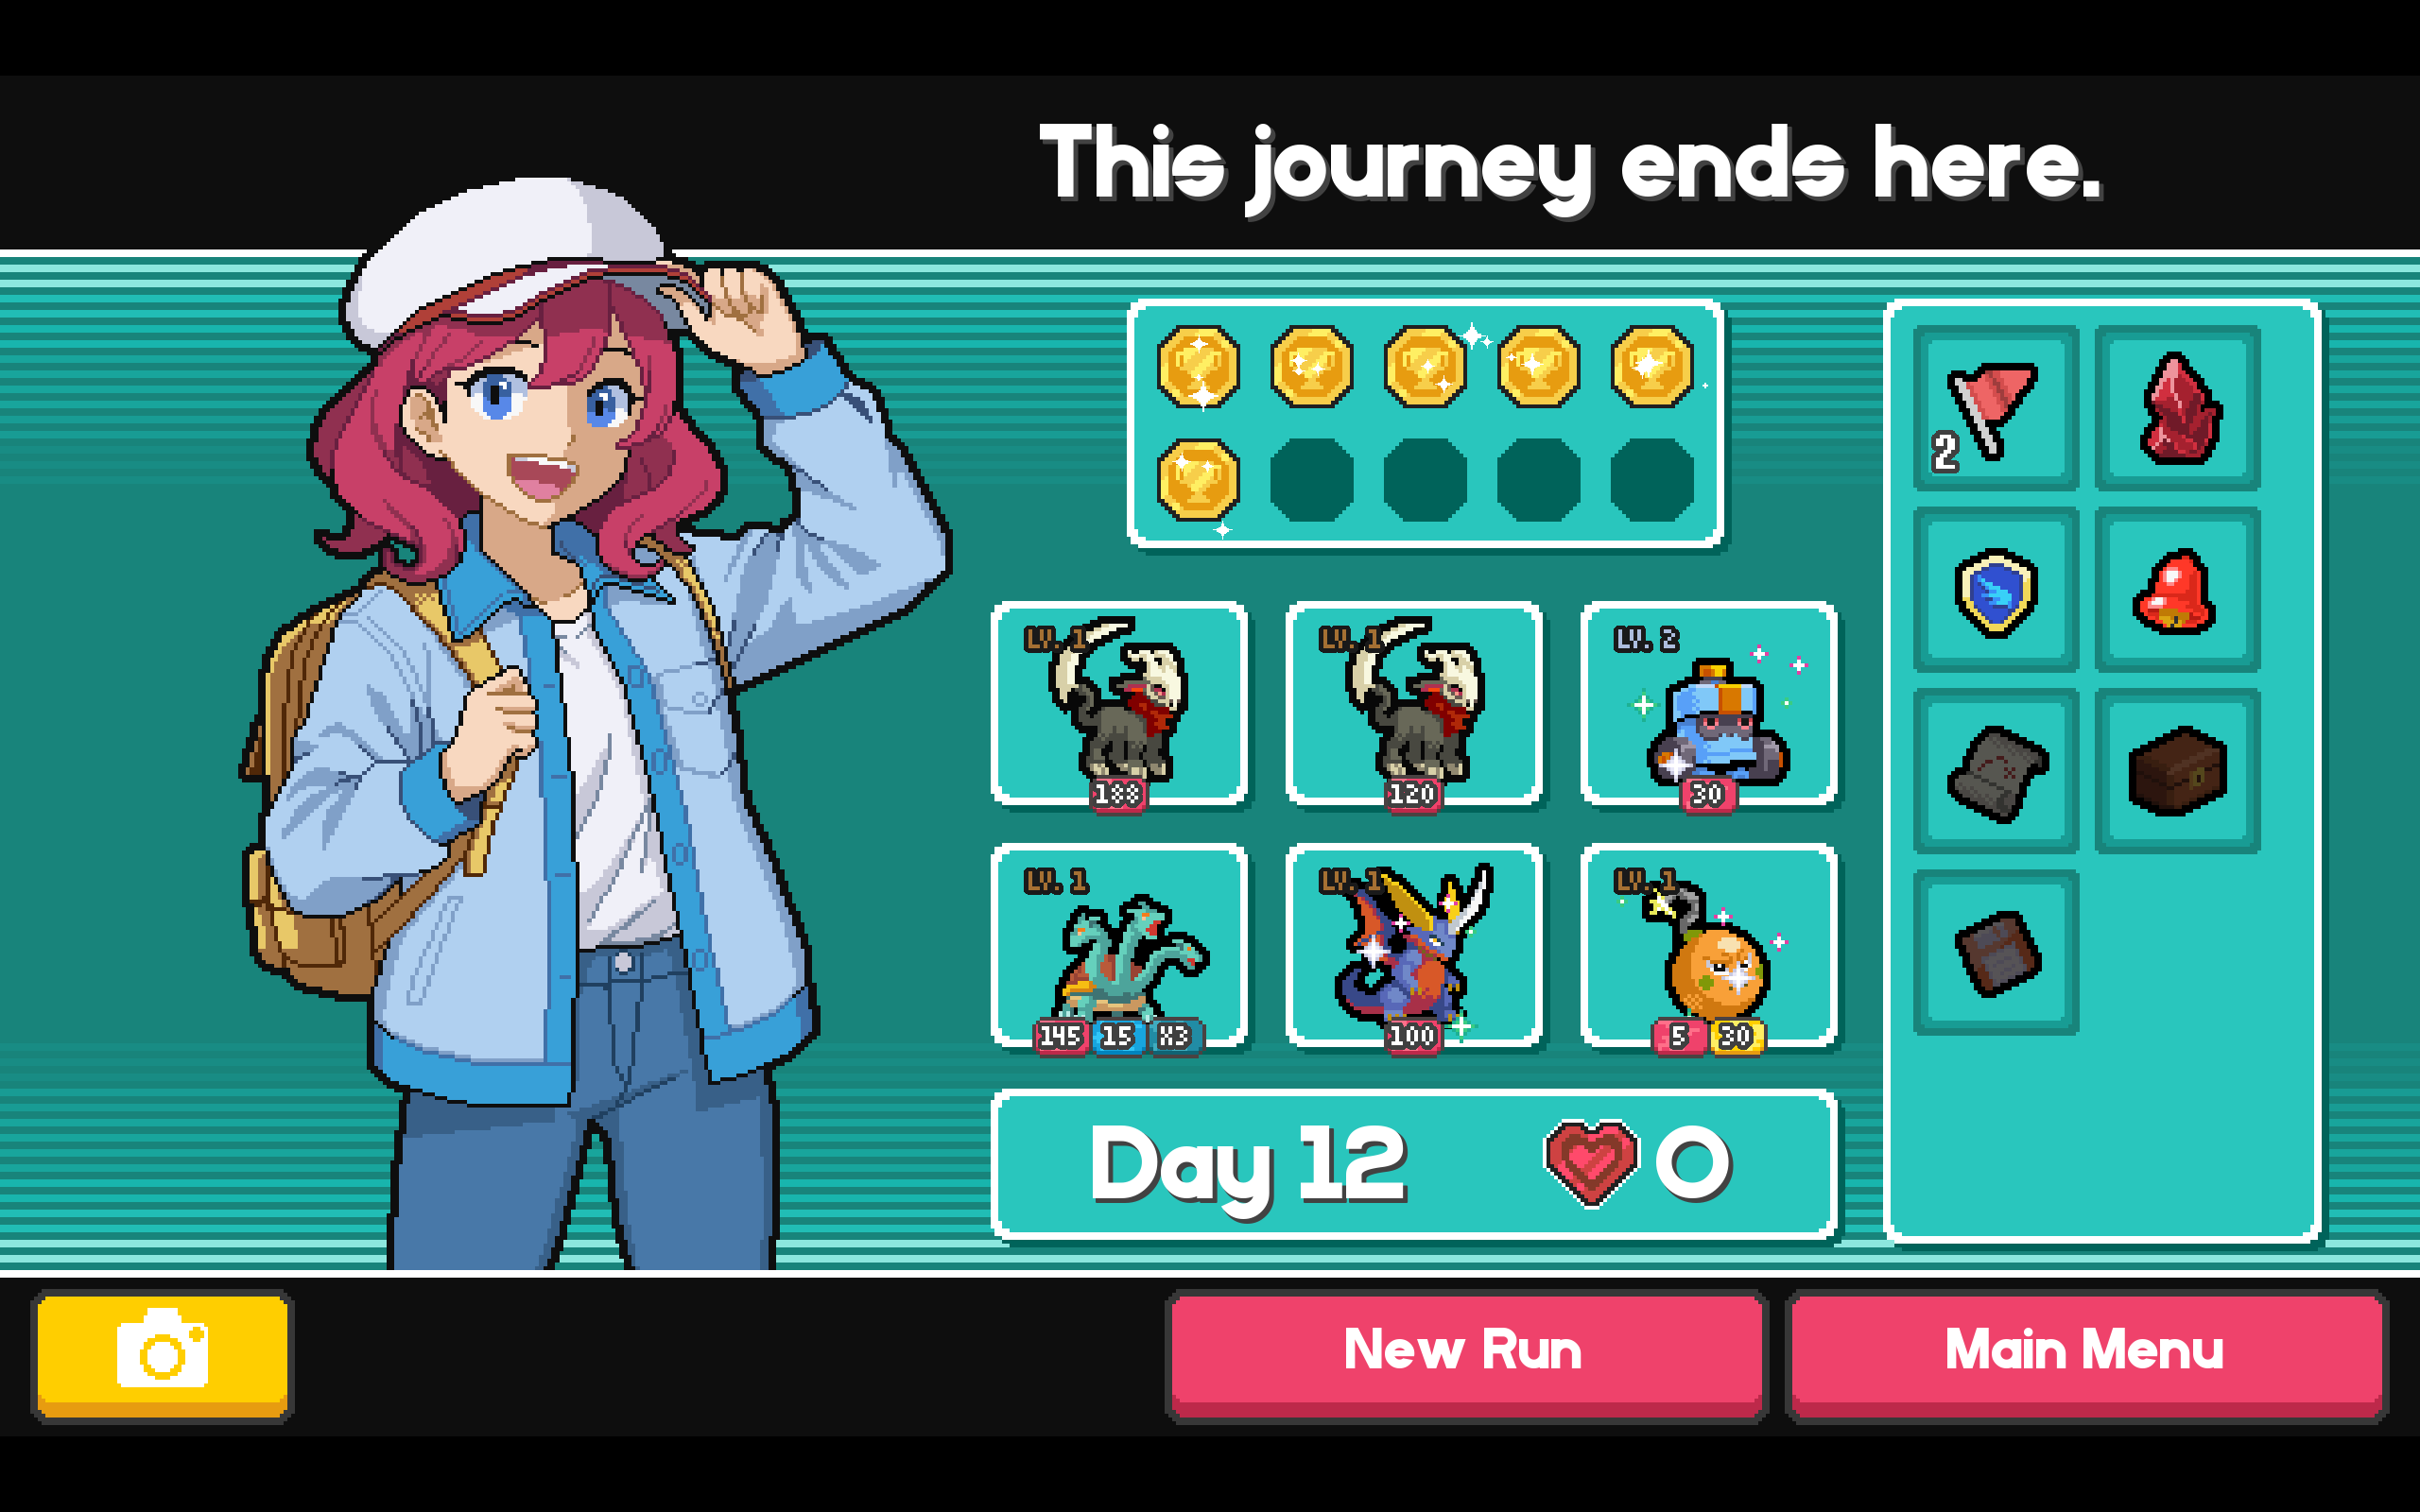 This journey ends here.
2
LV. 1
188
LV. 1
120
LV. 2
30
LV. 1
145 15 X3
LV. 1
100
LV. 1
5 30
Day 12 0
New Run
Main Menu